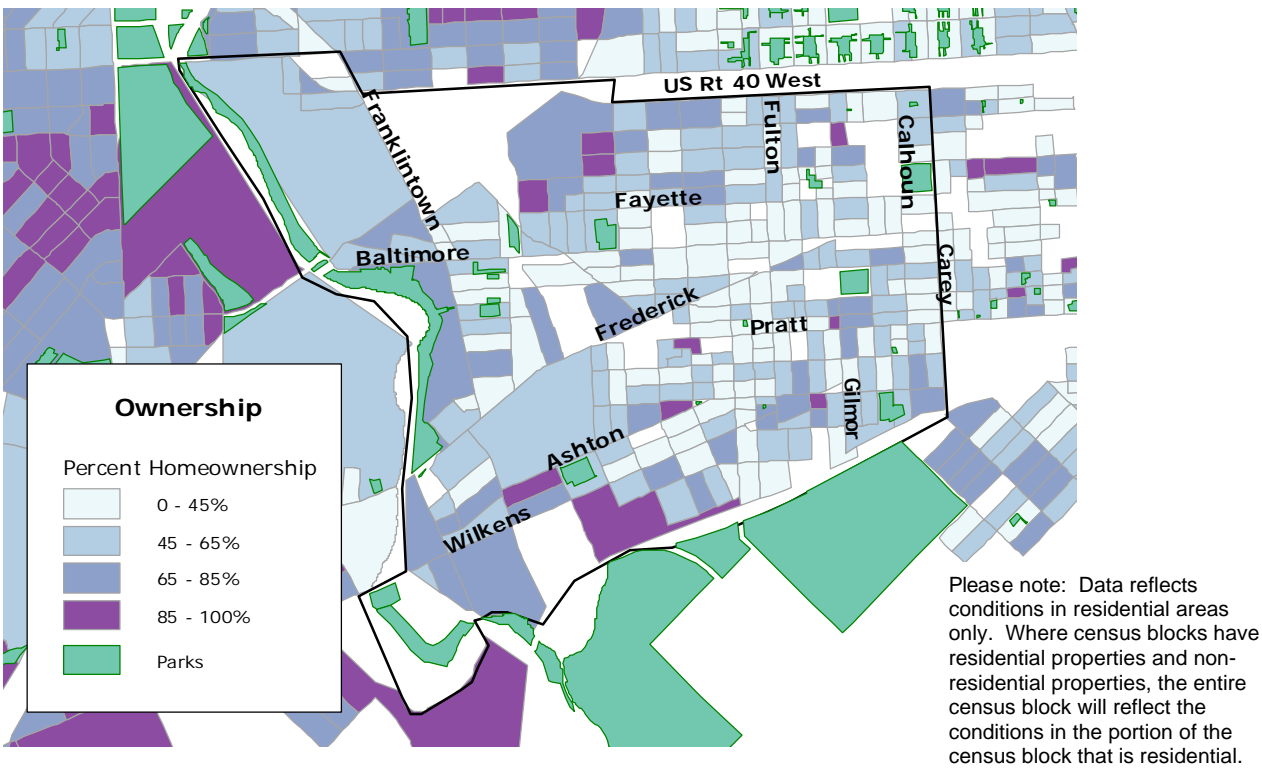 US Rt 40 West
Franklintown
Fulton
Calhoun
Fayette
Baltimore
Carey
Frederick
Pratt
Gilmor
Ashton
Wilkens
Ownership
Percent Homeownership
0 - 45%
45 - 65%
65 - 85%
85 - 100%
Parks
Please note: Data reflects
conditions in residential areas
only. Where census blocks have
residential properties and non-
residential properties, the entire
census block will reflect the
conditions in the portion of the
census block that is residential.